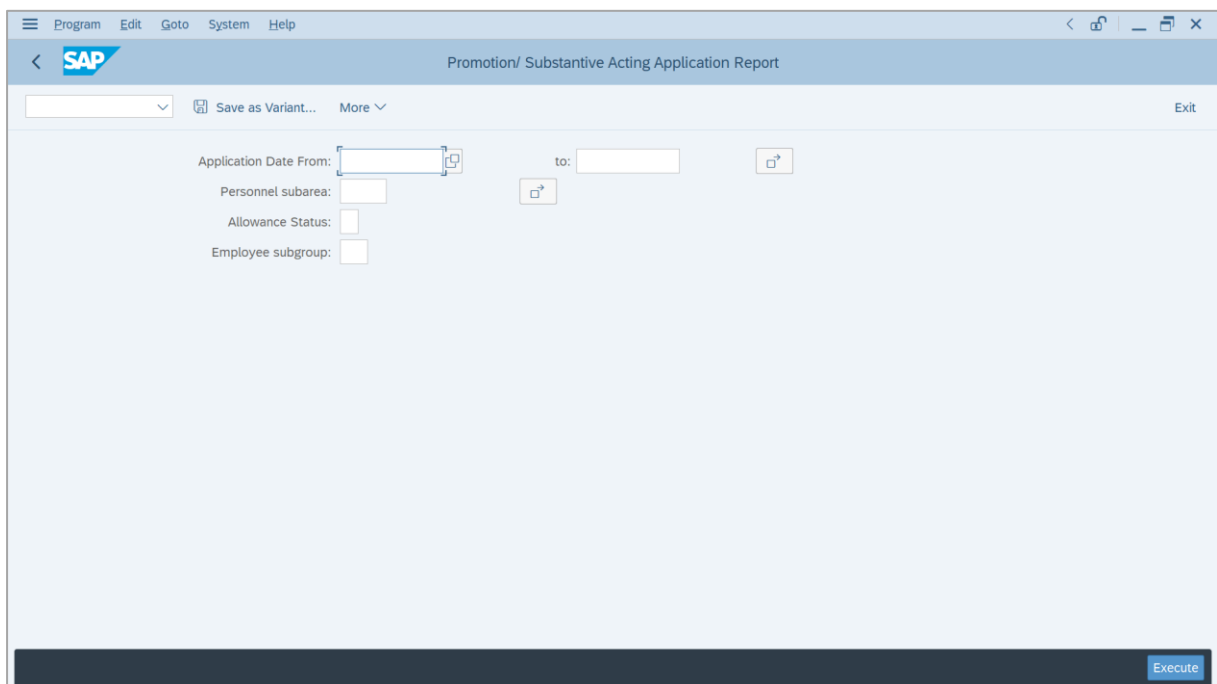 Program Edit Goto System Help
SAP
Promotion/ Substantive Acting Application Report
Save as Variant... More Exit
Application Date From: to:
Personnel subarea:
Allowance Status:
Employee subgroup:
Execute